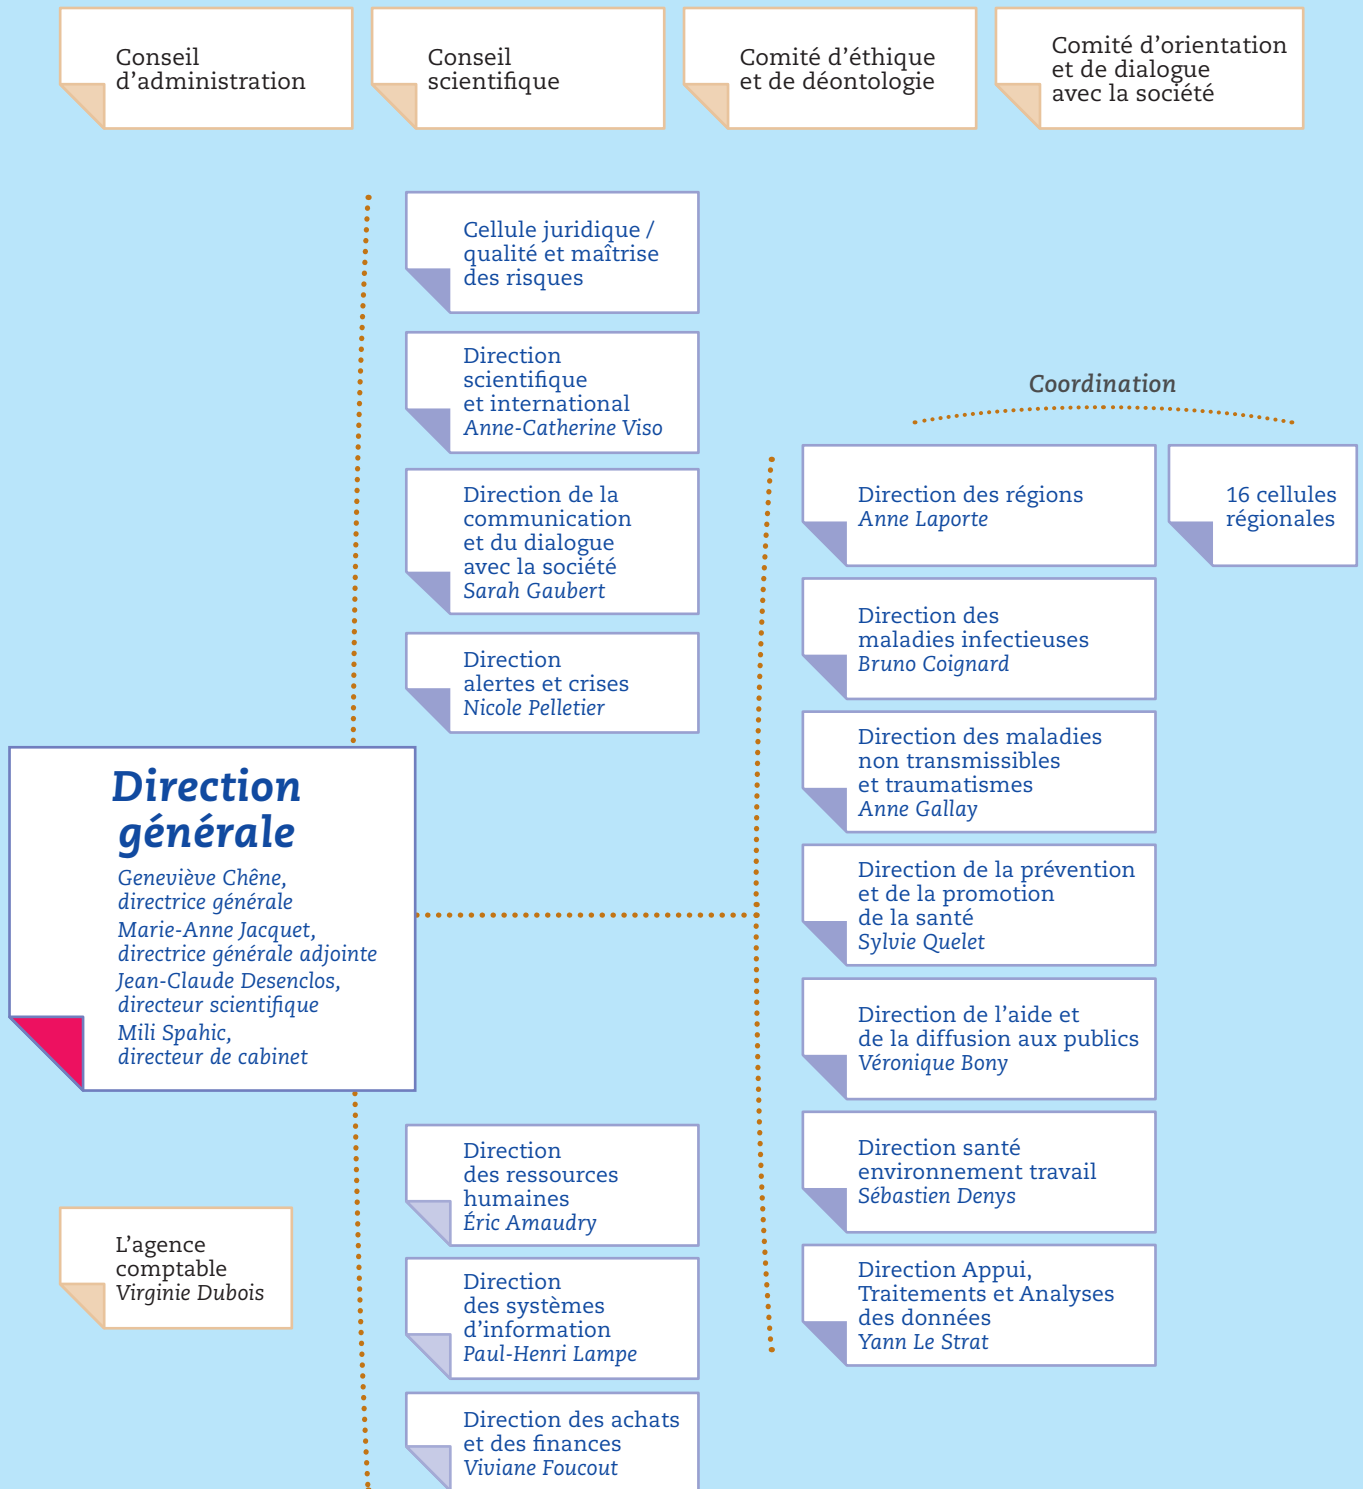 Conseil
d'administration
Conseil
scientifique
Comité d'éthique
et de déontologie
Comité d'orientation
et de dialogue
avec la société
Cellule juridique /
qualité et maîtrise
des risques
Direction
scientifique
et international
Anne-Catherine Viso
Direction de la
communication
et du dialogue
avec la société
Sarah Gaubert
Direction
alertes et crises
Nicole Pelletier
Direction
générale
Geneviève Chêne,
directrice générale
Marie-Anne Jacquet,
directrice générale adjointe
Jean-Claude Desenclos,
directeur scientifique
Mili Spahic,
directeur de cabinet
L'agence
comptable
Virginie Dubois
Direction
des ressources
humaines
Éric Amaudry
Direction
des systèmes
d'information
Paul-Henri Lampe
Direction des achats
et des finances
Viviane Foucout
Coordination
Direction des régions
Anne Laporte
16 cellules
régionales
Direction des
maladies infectieuses
Bruno Coignard
Direction des maladies
non transmissibles
et traumatismes
Anne Gallay
Direction de la prévention
et de la promotion
de la santé
Sylvie Quelet
Direction de l'aide et
de la diffusion aux publics
Véronique Bony
Direction santé
environnement travail
Sébastien Denys
Direction Appui,
Traitements et Analyses
des données
Yann Le Strat